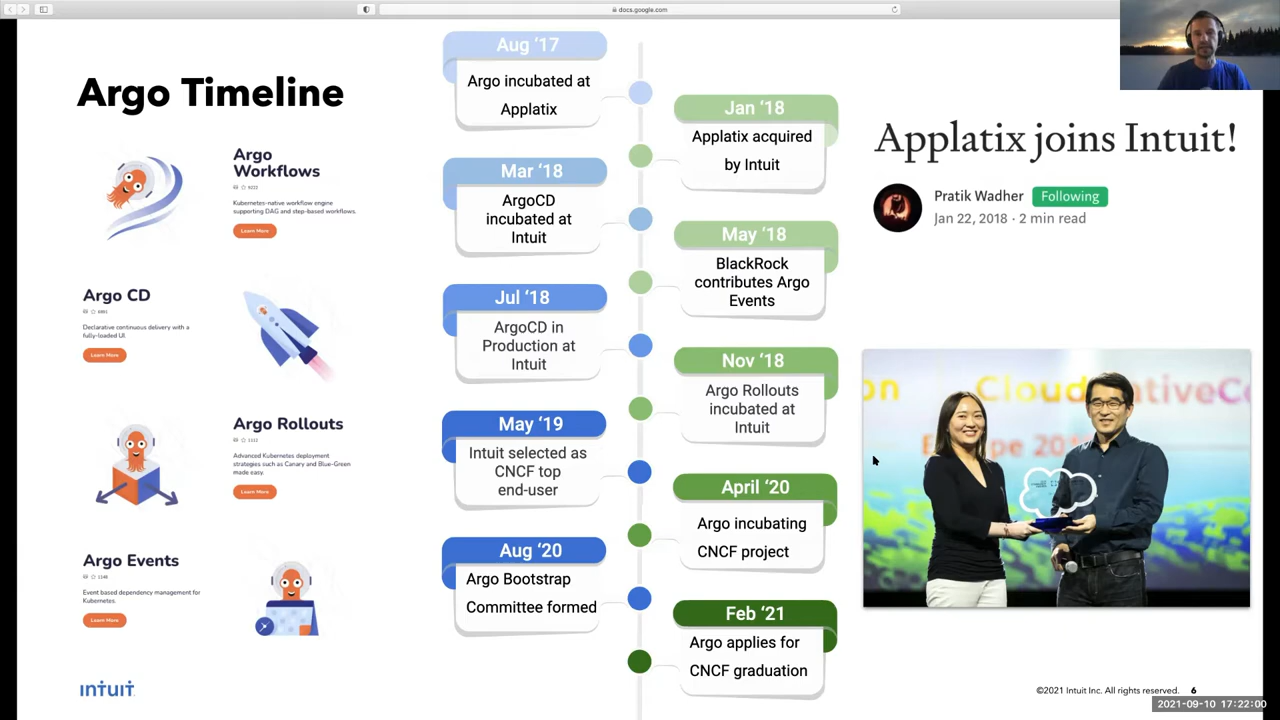 docs.google.com
Argo Timeline
Argo
Workflows
9222
Kubernetes-native workflow engine
supporting DAG and step-based workflows.
Learn More
Argo CD
6891
Declarative continuous delivery with a
fully-loaded UI.
Learn More
Argo Rollouts
1112
Advanced Kubernetes deployment
strategies such as Canary and Blue-Green
made easy.
Learn More
Argo Events
1148
Event based dependency management for
Kubernetes.
Learn More
Aug ‘17
Argo incubated at
Applatix
Jan ‘18
Applatix acquired
by Intuit
Mar ‘18
ArgoCD
incubated at
Intuit
May ‘18
BlackRock
contributes Argo
Events
Jul ‘18
ArgoCD in
Production at
Intuit
Nov ‘18
Argo Rollouts
incubated at
Intuit
May ‘19
Intuit selected as
CNCF top
end-user
April ‘20
Argo incubating
CNCF project
Aug ‘20
Argo Bootstrap
Committee formed
Feb ‘21
Argo applies for
CNCF graduation
Applatix joins Intuit!
Pratik Wadher Following
Jan 22, 2018 · 2 min read
intuit
©2021 Intuit Inc. All rights reserved. 6
2021-09-10 17:22:00